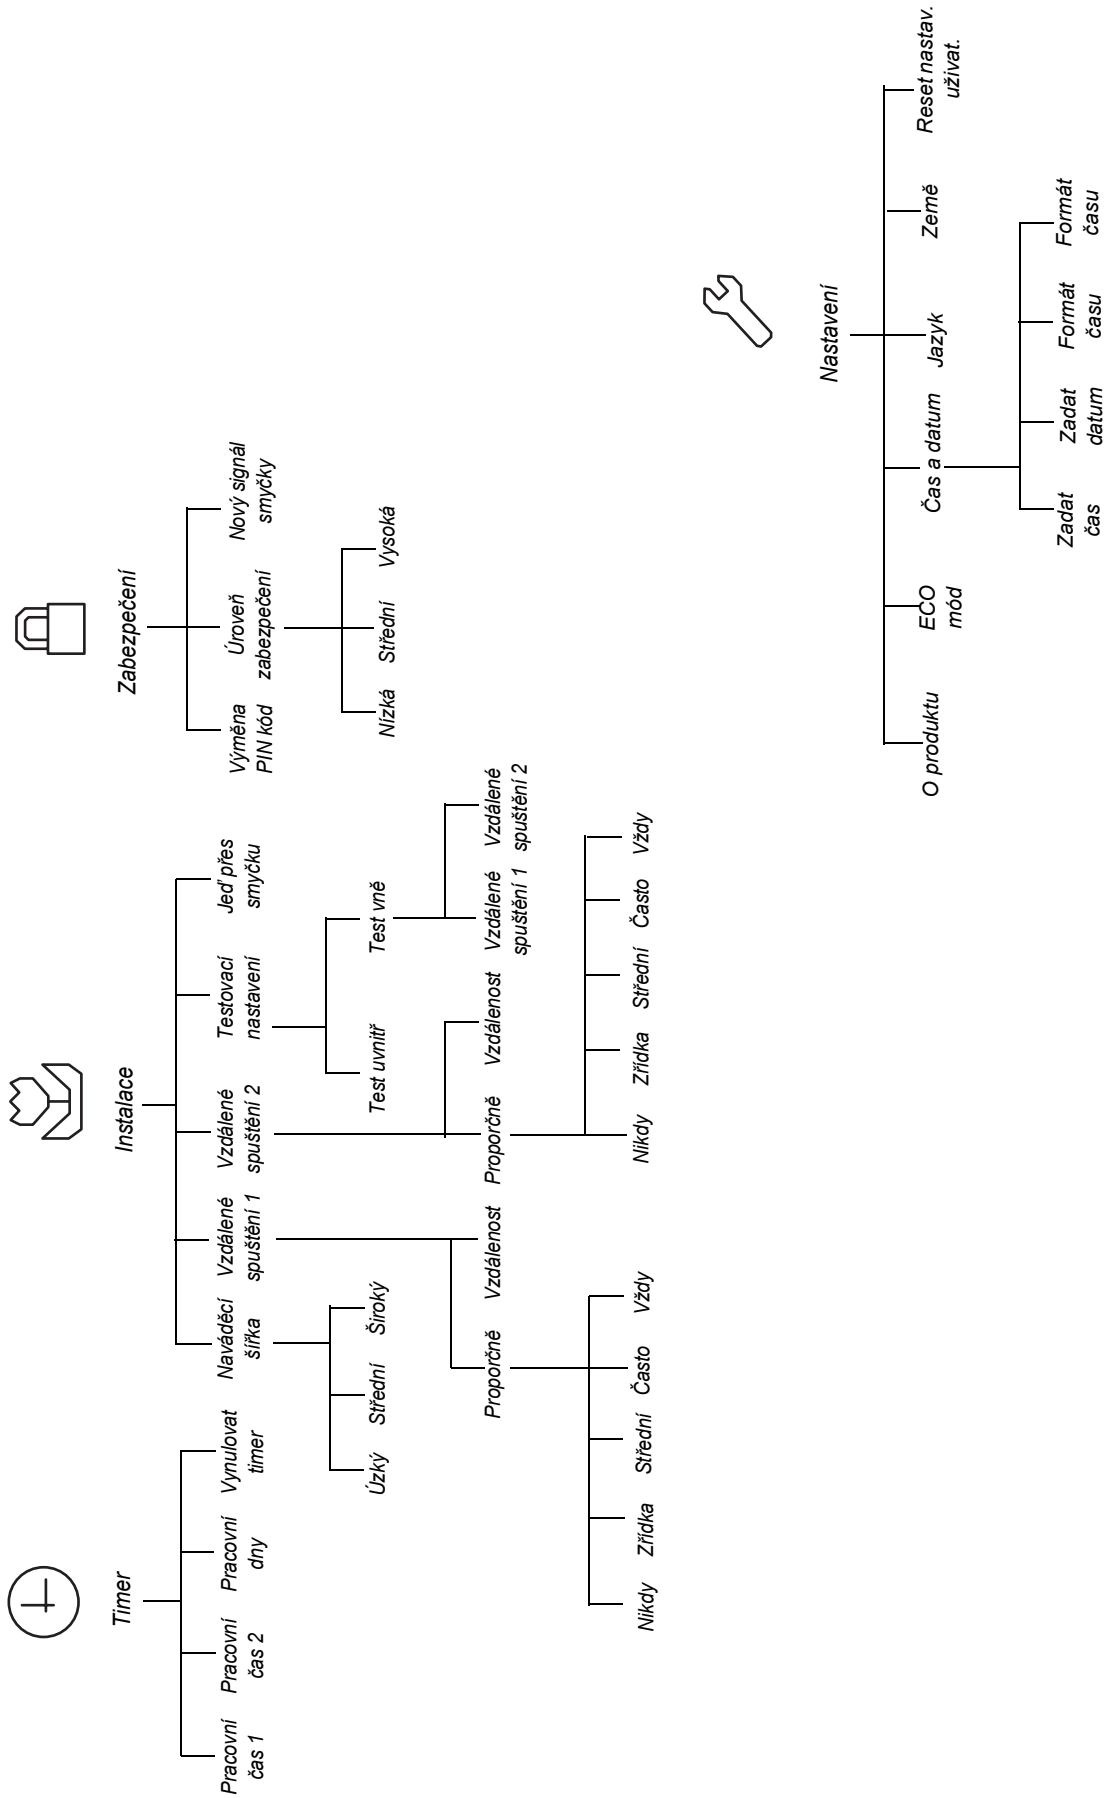 Timer
Pracovní
čas 1
Pracovní
čas 2
Pracovní
dny
Vynulovat
timer
Instalace
Naváděcí
šířka
Úzký
Střední
Široký
Vzdálené
spuštění 1
Proporčně
Nikdy
Zřídka
Střední
Často
Vždy
Vzdálenost
Vzdálené
spuštění 2
Proporčně
Nikdy
Zřídka
Střední
Často
Vždy
Vzdálenost
Testovací
nastavení
Test uvnitř
Test vně
Vzdálené
spuštění 1
Vzdálené
spuštění 2
Jeď přes
smyčku
Zabezpečení
Výměna
PIN kód
Úroveň
zabezpečení
Nízká
Střední
Vysoká
Nový signál
smyčky
Nastavení
O produktu
ECO
mód
Čas a datum
Zadat
čas
Zadat
datum
Formát
času
Formát
času
Jazyk
Země
Reset nastav.
uživat.